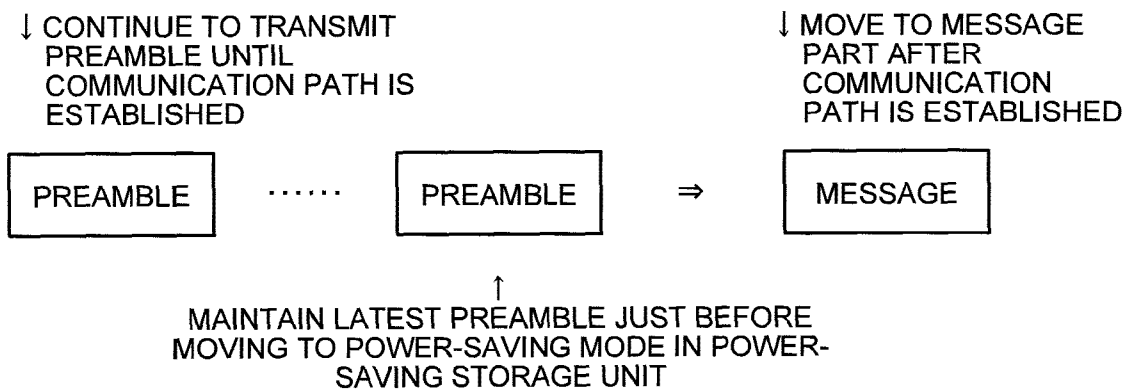 ↓ CONTINUE TO TRANSMIT
PREAMBLE UNTIL
COMMUNICATION PATH IS
ESTABLISHED
↓ MOVE TO MESSAGE
PART AFTER
COMMUNICATION
PATH IS ESTABLISHED
PREAMBLE ...... PREAMBLE ⇒ MESSAGE
↑
MAINTAIN LATEST PREAMBLE JUST BEFORE
MOVING TO POWER-SAVING MODE IN POWER-
SAVING STORAGE UNIT